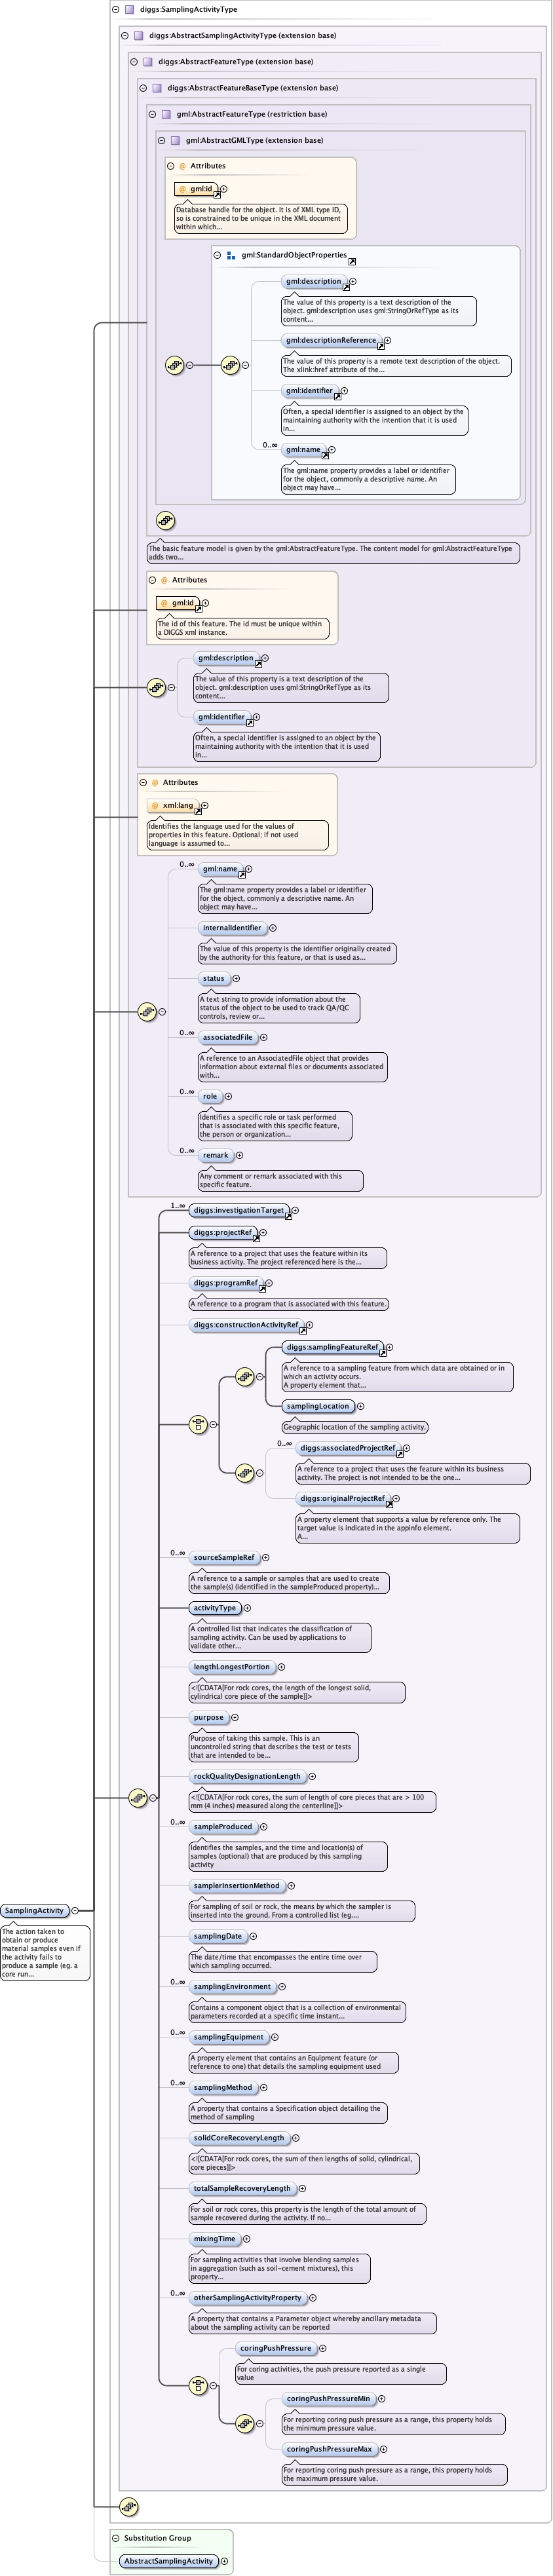 diggs:SamplingActivityType
diggs:AbstractSamplingActivityType (extension base)
diggs:AbstractFeatureType (extension base)
diggs:AbstractFeatureBaseType (extension base)
gml:AbstractFeatureType (restriction base)
gml:AbstractGMLType (extension base)
Attributes
gml:id
Database handle for the object. It is of XML type ID,
so is constrained to be unique in the XML document
within which...
gml:StandardObjectProperties
gml:description
The value of this property is a text description of the
object. gml:description uses gml:StringOrRefType as its
content...
gml:descriptionReference
The value of this property is a remote text description of the object.
The xlink:href attribute of the...
gml:identifier
Often, a special identifier is assigned to an object by the
maintaining authority with the intention that it is used
in...
0..∞
gml:name
The gml:name property provides a label or identifier
for the object, commonly a descriptive name. An
object may have...
The basic feature model is given by the gml:AbstractFeatureType. The content model for gml:AbstractFeatureType
adds two...
Attributes
gml:id
The id of this feature. The id must be unique within
a DIGGS xml instance.
gml:description
The value of this property is a text description of the
object. gml:description uses gml:StringOrRefType as its
content...
gml:identifier
Often, a special identifier is assigned to an object by the
maintaining authority with the intention that it is used
in...
Attributes
xml:lang
Identifies the language used for the values of
properties in this feature. Optional; if not used
language is assumed to...
0..∞
gml:name
The gml:name property provides a label or identifier
for the object, commonly a descriptive name. An
object may have...
internalIdentifier
The value of this property is the identifier originally created
by the authority for this feature, or that is used as...
status
A text string to provide information about the
status of the object to be used to track QA/QC
controls, review or...
0..∞
associatedFile
A reference to an AssociatedFile object that provides
information about external files or documents associated
with...
0..∞
role
Identifies a specific role or task performed
that is associated with this specific feature,
the person or organization...
0..∞
remark
Any comment or remark associated with this
specific feature.
1..∞
diggs:investigationTarget
diggs:projectRef
A reference to a project that uses the feature within its
business activity. The project referenced here is the...
diggs:programRef
A reference to a program that is associated with this feature.
diggs:constructionActivityRef
diggs:samplingFeatureRef
A reference to a sampling feature from which data are obtained or in
which an activity occurs.
A property element that...
samplingLocation
Geographic location of the sampling activity.
0..∞
diggs:associatedProjectRef
A reference to a project that uses the feature within its business
activity. The project is not intended to be the one...
diggs:originalProjectRef
A property element that supports a value by reference only. The
target value is indicated in the appinfo element.
A...
0..∞
sourceSampleRef
A reference to a sample or samples that are used to create
the sample(s) (identified in the sampleProduced property)...
activityType
A controlled list that indicates the classification of
sampling activity. Can be used by applications to
validate other...
lengthLongestPortion
<![CDATA[For rock cores, the length of the longest solid,
cylindrical core piece of the sample]]>
purpose
Purpose of taking this sample. This is an
uncontrolled string that describes the test or tests
that are intended to be...
rockQualityDesignationLength
<![CDATA[For rock cores, the sum of length of core pieces that are > 100
mm (4 inches) measured along the centerline]]>
0..∞
sampleProduced
Identifies the samples, and the time and location(s) of
samples (optional) that are produced by this sampling
activity
samplerInsertionMethod
For sampling of soil or rock, the means by which the sampler is
inserted into the ground. From a controlled list (eg....
SamplingActivity
The action taken to
obtain or produce
material samples even if
the activity fails to
produce a sample (eg. a
core run...
samplingDate
The date/time that encompasses the entire time over
which sampling occurred.
0..∞
samplingEnvironment
Contains a component object that is a collection of environmental
parameters recorded at a specific time instant...
0..∞
samplingEquipment
A property element that contains an Equipment feature (or
reference to one) that details the sampling equipment used
0..∞
samplingMethod
A property that contains a Specification object detailing the
method of sampling
solidCoreRecoveryLength
<![CDATA[For rock cores, the sum of then lengths of solid, cylindrical,
core pieces]]>
totalSampleRecoveryLength
For soil or rock cores, this property is the length of the total amount of
sample recovered during the activity. If no...
mixingTime
For sampling activities that involve blending samples
in aggregation (such as soil-cement mixtures), this
property...
0..∞
otherSamplingActivityProperty
A property that contains a Parameter object whereby ancillary metadata
about the sampling activity can be reported
coringPushPressure
For coring activities, the push pressure reported as a single
value
coringPushPressureMin
For reporting coring push pressure as a range, this property holds
the minimum pressure value.
coringPushPressureMax
For reporting coring push pressure as a range, this property holds
the maximum pressure value.
Substitution Group
AbstractSamplingActivity